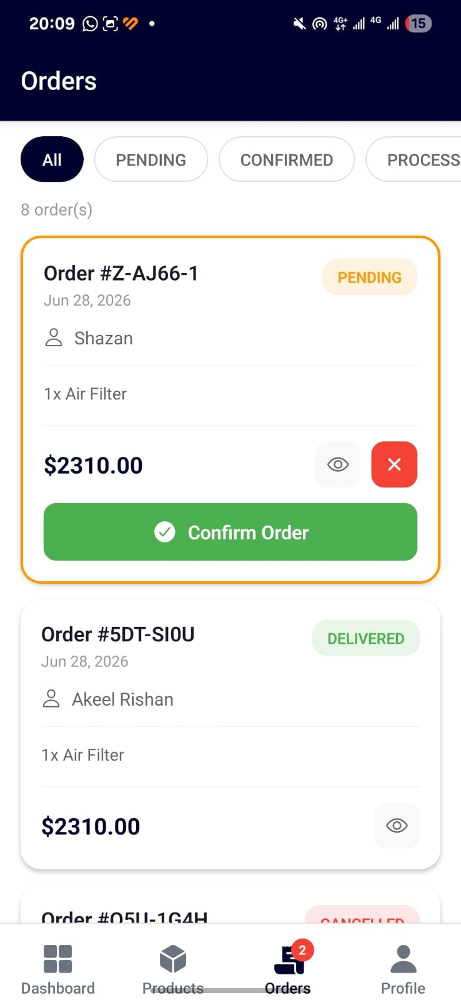 20:09
4G+ 4G 15
Orders
All PENDING CONFIRMED PROCESS
8 order(s)
Order #Z-AJ66-1 PENDING
Jun 28, 2026
Shazan
1x Air Filter
$2310.00
Confirm Order
Order #5DT-SI0U DELIVERED
Jun 28, 2026
Akeel Rishan
1x Air Filter
$2310.00
Order #O5U-1G4H CANCELLED
2
Dashboard Products Orders Profile